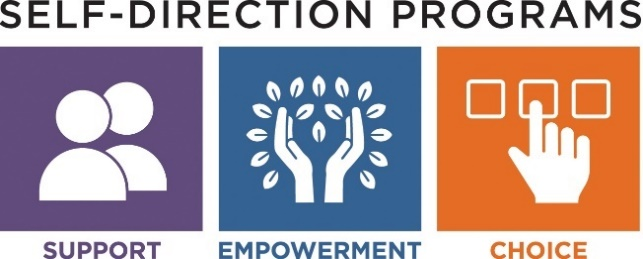 SELF-DIRECTION PROGRAMS
SUPPORT EMPOWERMENT CHOICE